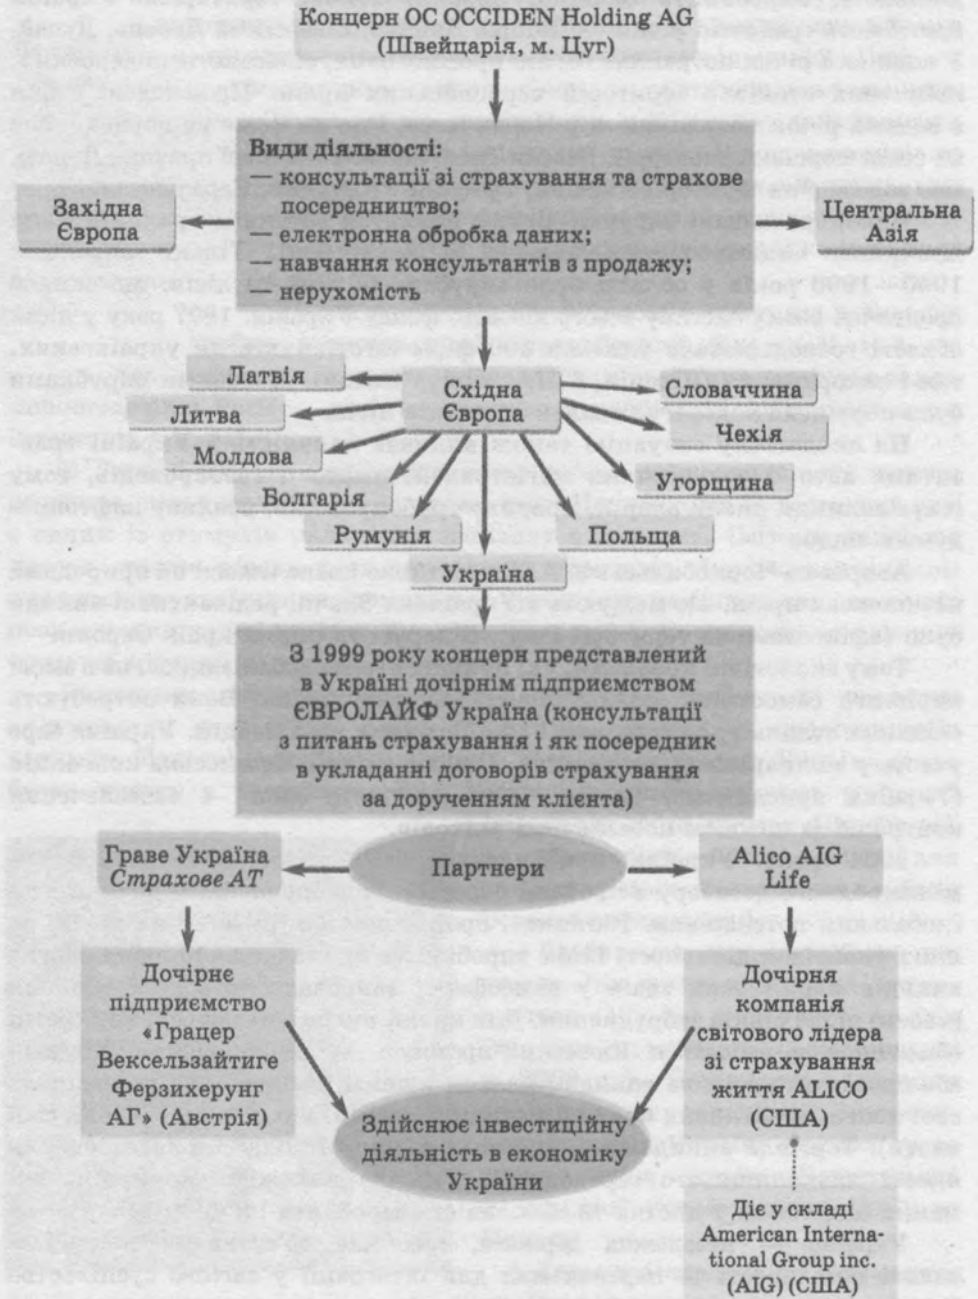 Концерн OC OCCIDEN Holding AG
(Швейцарія, м. Цуг)
Види діяльності:
— консультації зі страхування та страхове
посередництво;
— електронна обробка даних;
— навчання консультантів з продажу;
— нерухомість
Західна
Європа
Центральна
Азія
Східна
Європа
Латвія
Литва
Молдова
Болгарія
Румунія
Словаччина
Чехія
Угорщина
Польща
Україна
З 1999 року концерн представлений
в Україні дочірнім підприємством
ЄВРОЛАЙФ Україна (консультації
з питань страхування і як посередник
в укладанні договорів страхування
за дорученням клієнта)
Граве Україна
Страхове АТ
Партнери
Alico AIG
Life
Дочірнє
підприємство
«Грацер
Вексельзайтиге
Ферзихерунг
АГ» (Австрія)
Дочірня
компанія
світового лідера
зі страхування
життя ALICO
(США)
Здійснює інвестиційну
діяльність в економіку
України
Діє у складі
American Interna-
tional Group inc.
(AIG) (США)